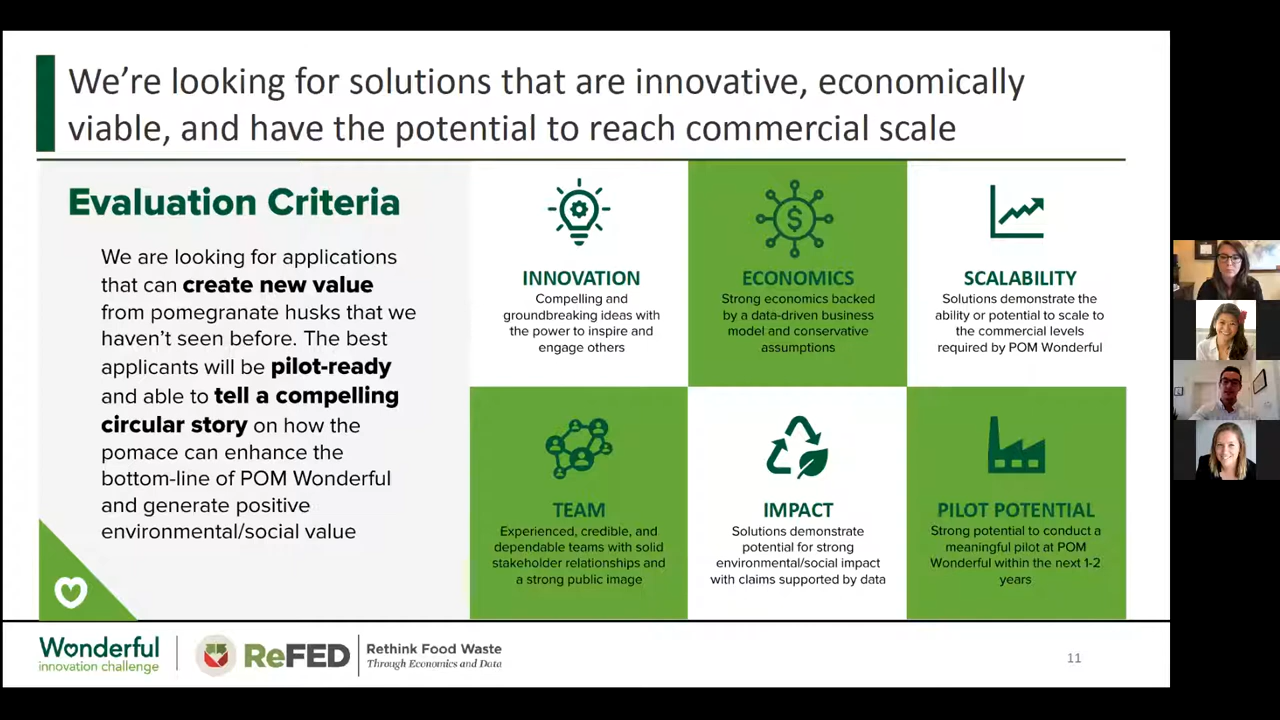 We're looking for solutions that are innovative, economically
viable, and have the potential to reach commercial scale
Evaluation Criteria
We are looking for applications
that can create new value
from pomegranate husks that we
haven't seen before. The best
applicants will be pilot-ready
and able to tell a compelling
circular story on how the
pomace can enhance the
bottom-line of POM Wonderful
and generate positive
environmental/social value
INNOVATION
Compelling and
groundbreaking ideas with
the power to inspire and
engage others
ECONOMICS
Strong economics backed
by a data-driven business
model and conservative
assumptions
SCALABILITY
Solutions demonstrate the
ability or potential to scale to
the commercial levels
required by POM Wonderful
TEAM
Experienced, credible, and
dependable teams with solid
stakeholder relationships and
a strong public image
IMPACT
Solutions demonstrate
potential for strong
environmental/social impact
with claims supported by data
PILOT POTENTIAL
Strong potential to conduct a
meaningful pilot at POM
Wonderful within the next 1-2
years
Wonderful
innovation challenge
ReFED
Rethink Food Waste
Through Economics and Data
11